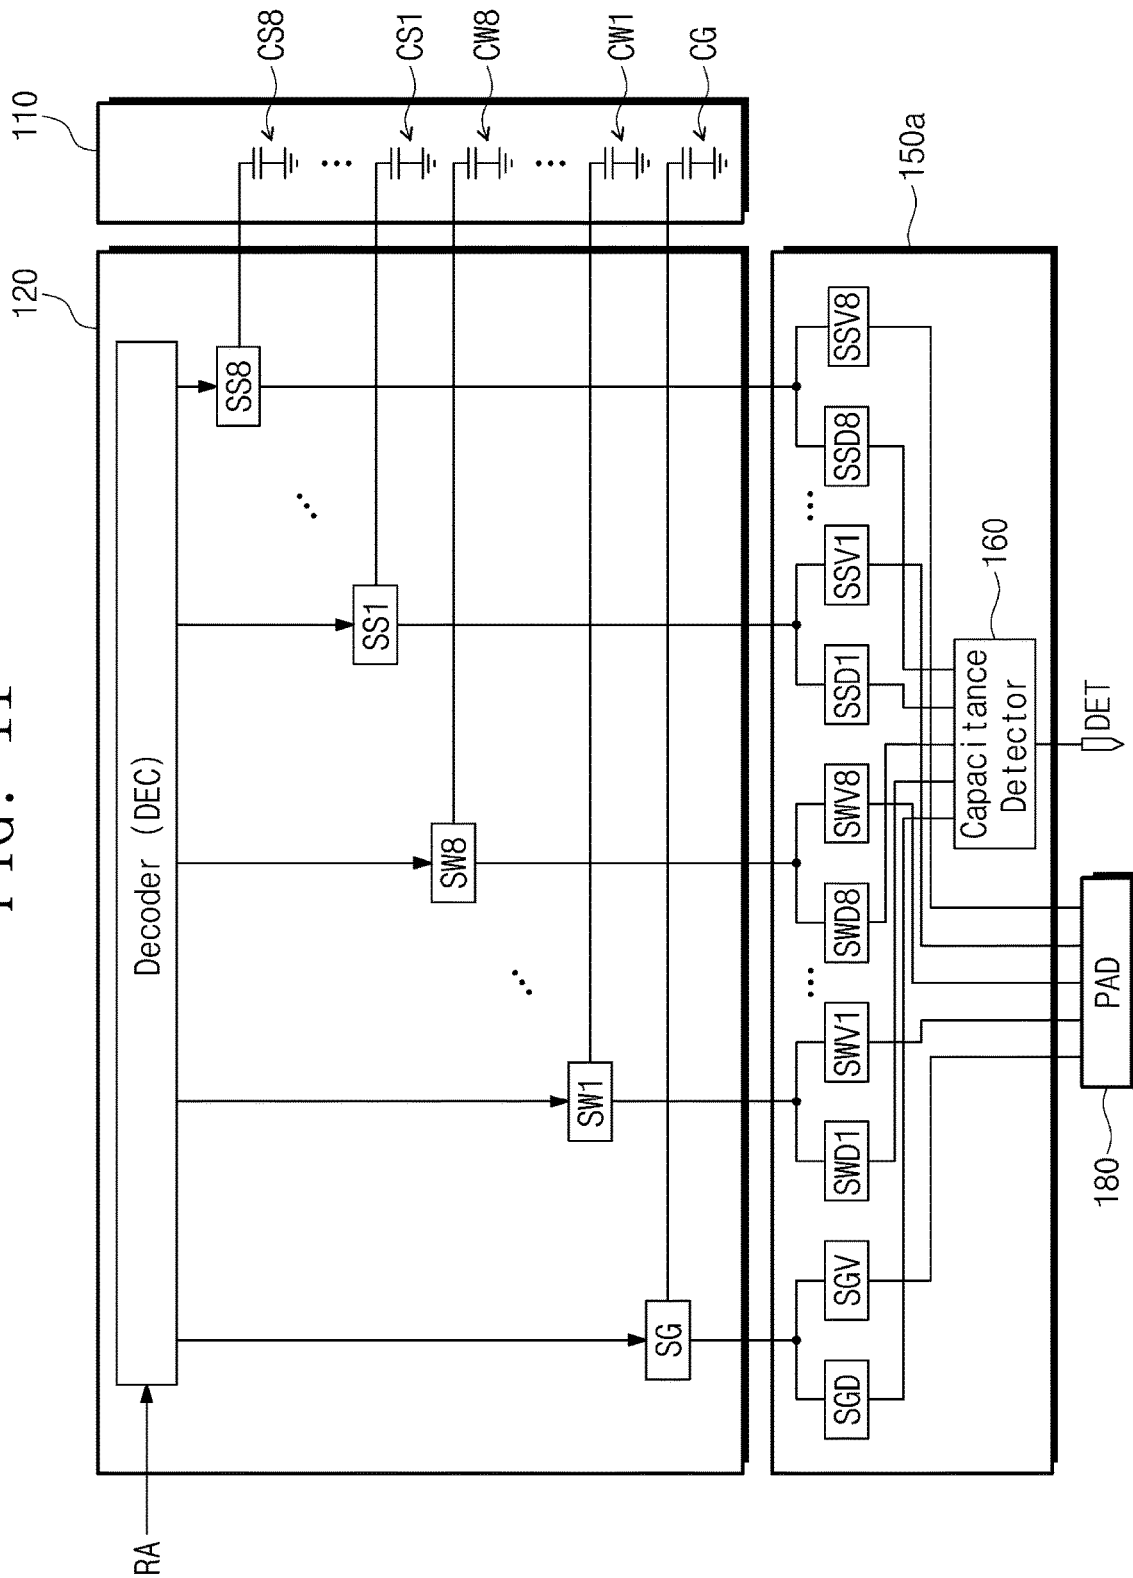 FIG. 11
120
110
RA
Decoder (DEC)
SS8
CS8
SS1
CS1
SW8
CW8
SW1
CW1
SG
CG
SGD
SGV
SWD1
SWV1
...
SWD8
SWV8
SSD1
SSV1
...
SSD8
SSV8
150a
Capacitance
Detector
160
180
PAD
DET